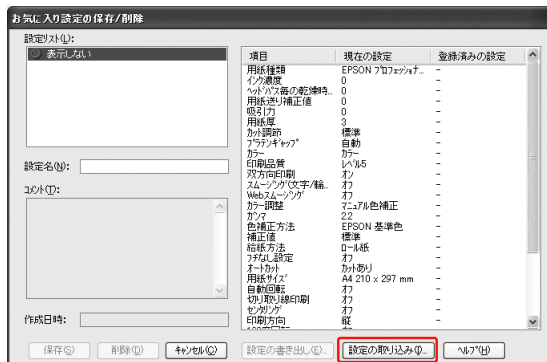 お気に入り設定の保存/削除
設定リスト(L):
表示しない
設定名(N):
コメント(T):
作成日時:
項目 現在の設定 登録済みの設定
用紙種類 EPSON プロフェッショナ... -
インク濃度 0 -
ヘッドパス毎の乾燥時... 0 -
用紙送り補正値 0 -
吸引力 0 -
用紙厚 3 -
カット調節 標準 -
プラテンギャップ 自動 -
カラー カラー -
印刷品質 レベル5 -
双方向印刷 オン -
スムージング(文字/輪... オフ -
Webスムージング オフ -
カラー調整 マニュアル色補正 -
ガンマ 2.2 -
色補正方法 EPSON 基準色 -
補正値 標準 -
給紙方法 ロール紙 -
フチなし設定 オフ -
オートカット カットあり -
用紙サイズ A4 210 x 297 mm -
自動回転 オフ -
切り取り線印刷 オフ -
センタリング オフ -
印刷方向 縦 -
保存(S) 削除(D) キャンセル(C) 設定の書き出し(E)... 設定の取り込み(I)... ヘルプ(H)